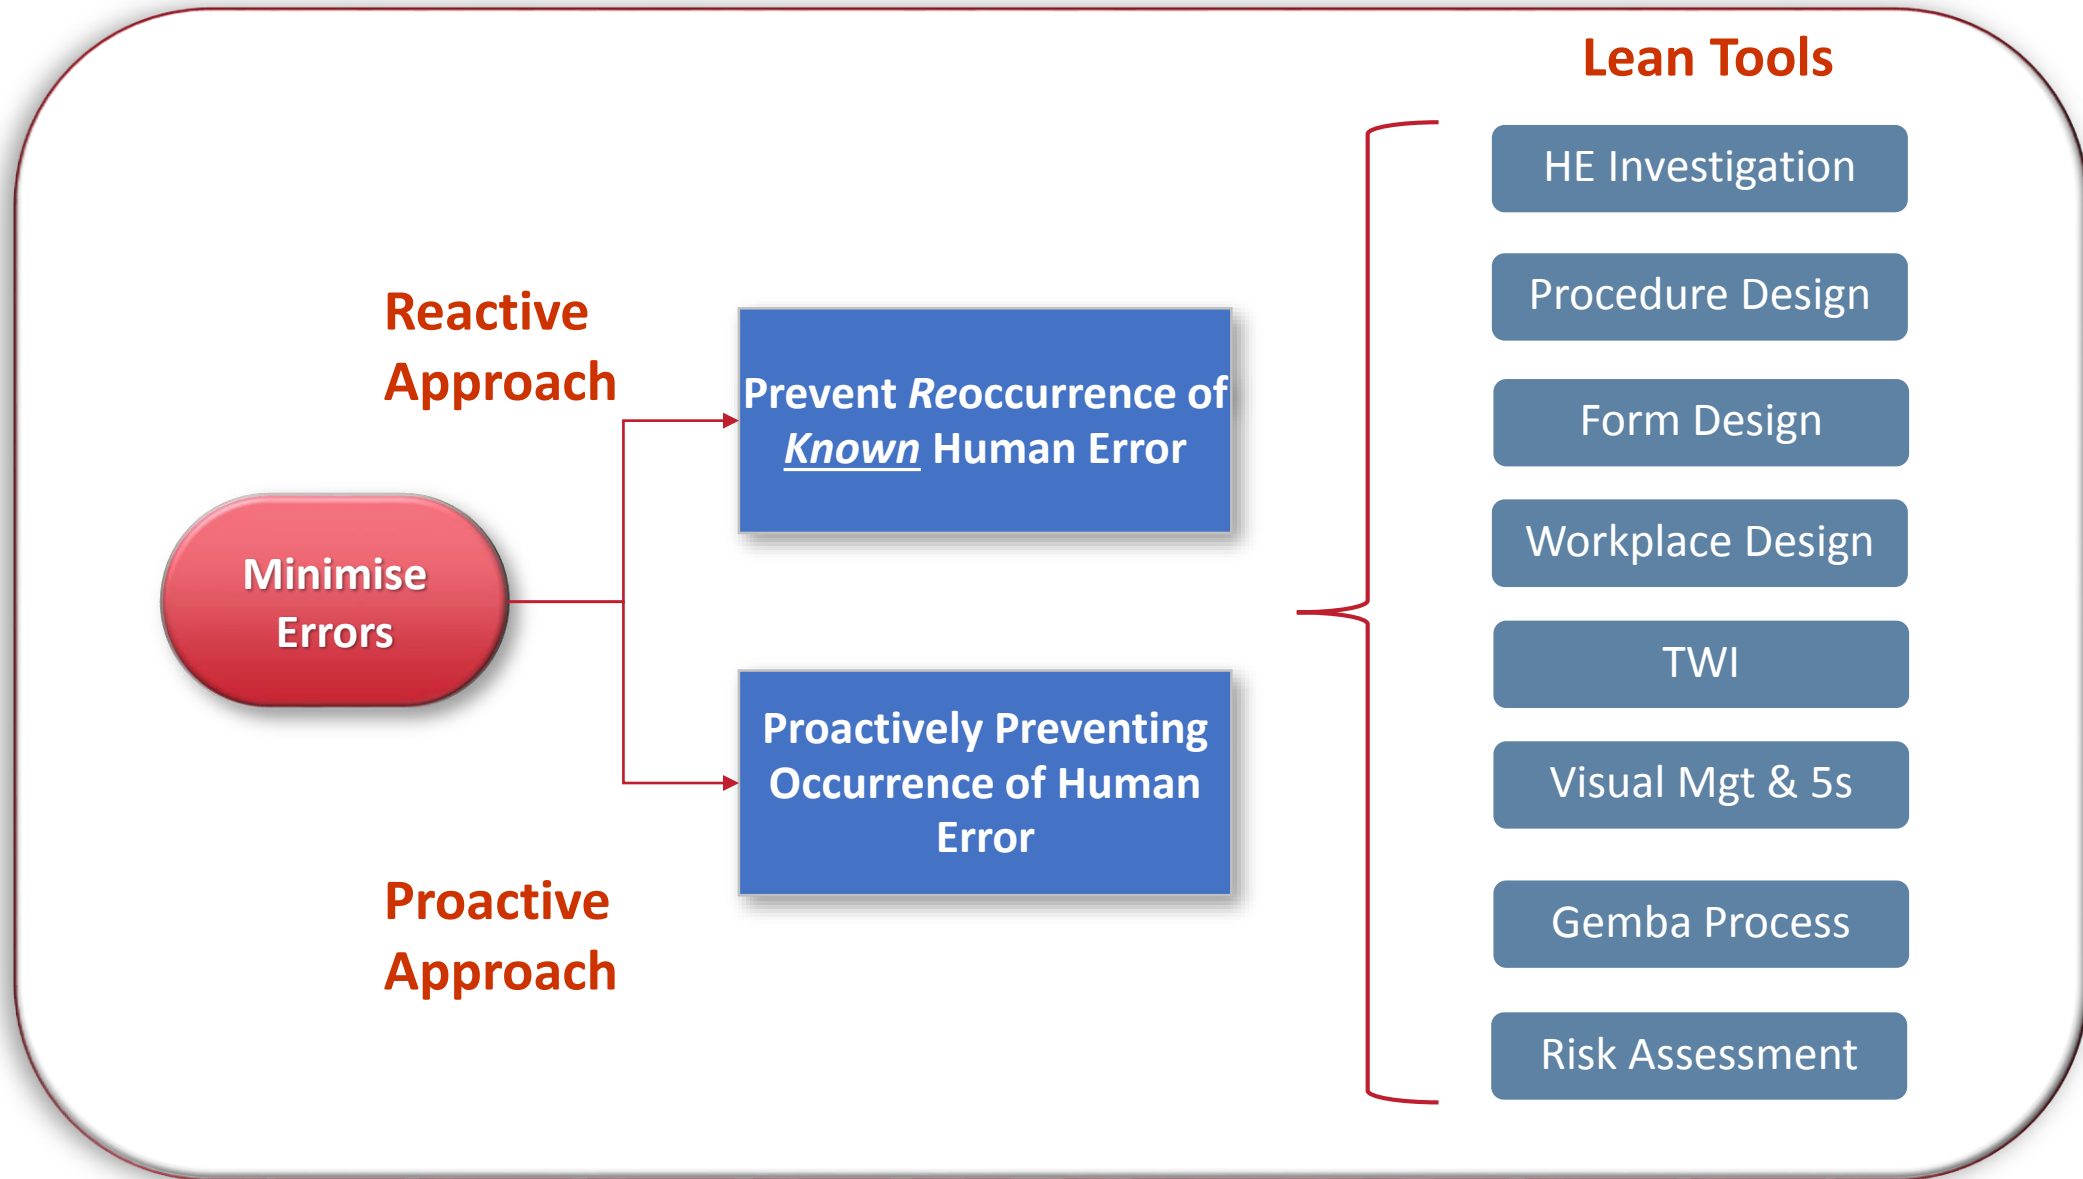 Lean Tools
HE Investigation
Procedure Design
Form Design
Workplace Design
TWI
Visual Mgt & 5s
Gemba Process
Risk Assessment
Reactive
Approach
Prevent Reoccurrence of
Known Human Error
Minimise
Errors
Proactively Preventing
Occurrence of Human
Error
Proactive
Approach